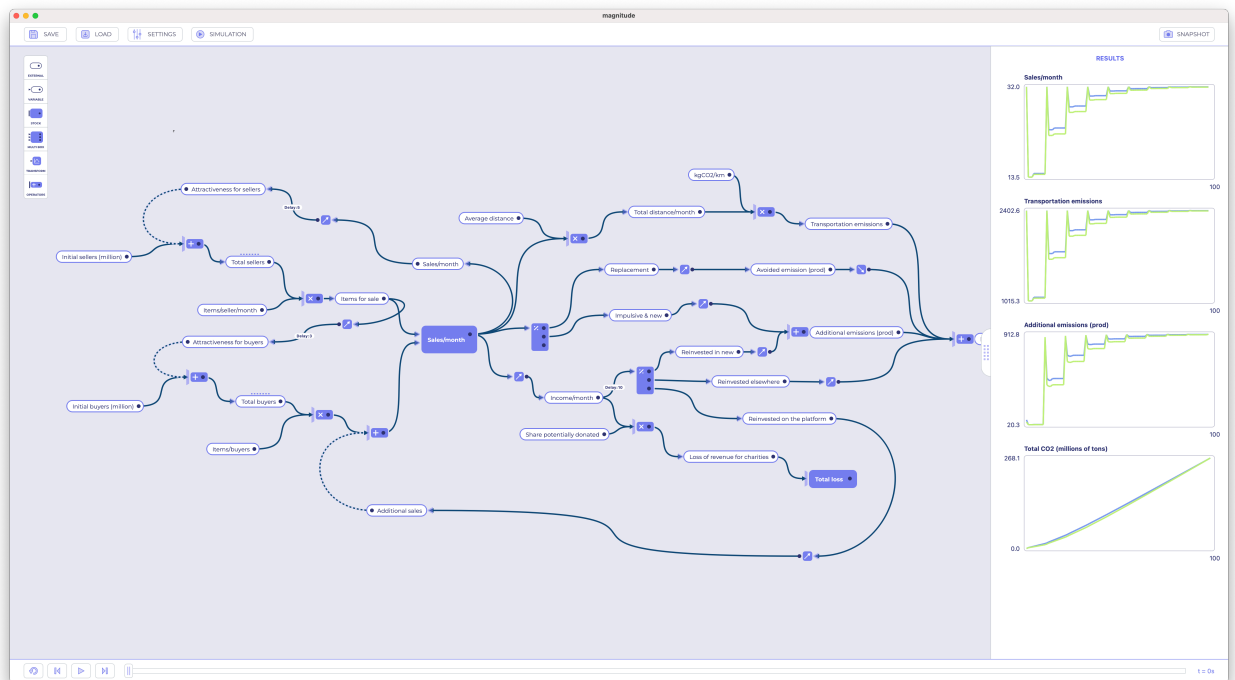 magnitude
SAVE
LOAD
SETTINGS
SIMULATION
SNAPSHOT
EXTERNAL
VARIABLE
STOCK
MULTI BOX
TRANSITION
OPERATORS
Attractiveness for sellers
Delay: 5
Initial sellers (million)
Total sellers
Items/seller/month
Items for sale
Attractiveness for buyers
Delay: 3
Initial buyers (million)
Total buyers
Items/buyers
Additional sales
Sales/month
Sales/month
Average distance
kgCO2/km
Total distance/month
Transportation emissions
Replacement
Avoided emission (prod)
Impulsive & new
Additional emissions (prod)
Reinvested in new
Reinvested elsewhere
Income/month
Delay: 10
Reinvested on the platform
Share potentially donated
Loss of revenue for charities
Total loss
RESULTS
Sales/month
32.0
13.5
100
Transportation emissions
2402.6
1015.3
100
Additional emissions (prod)
912.8
20.3
100
Total CO2 (millions of tons)
268.1
0.0
100
t = 0s